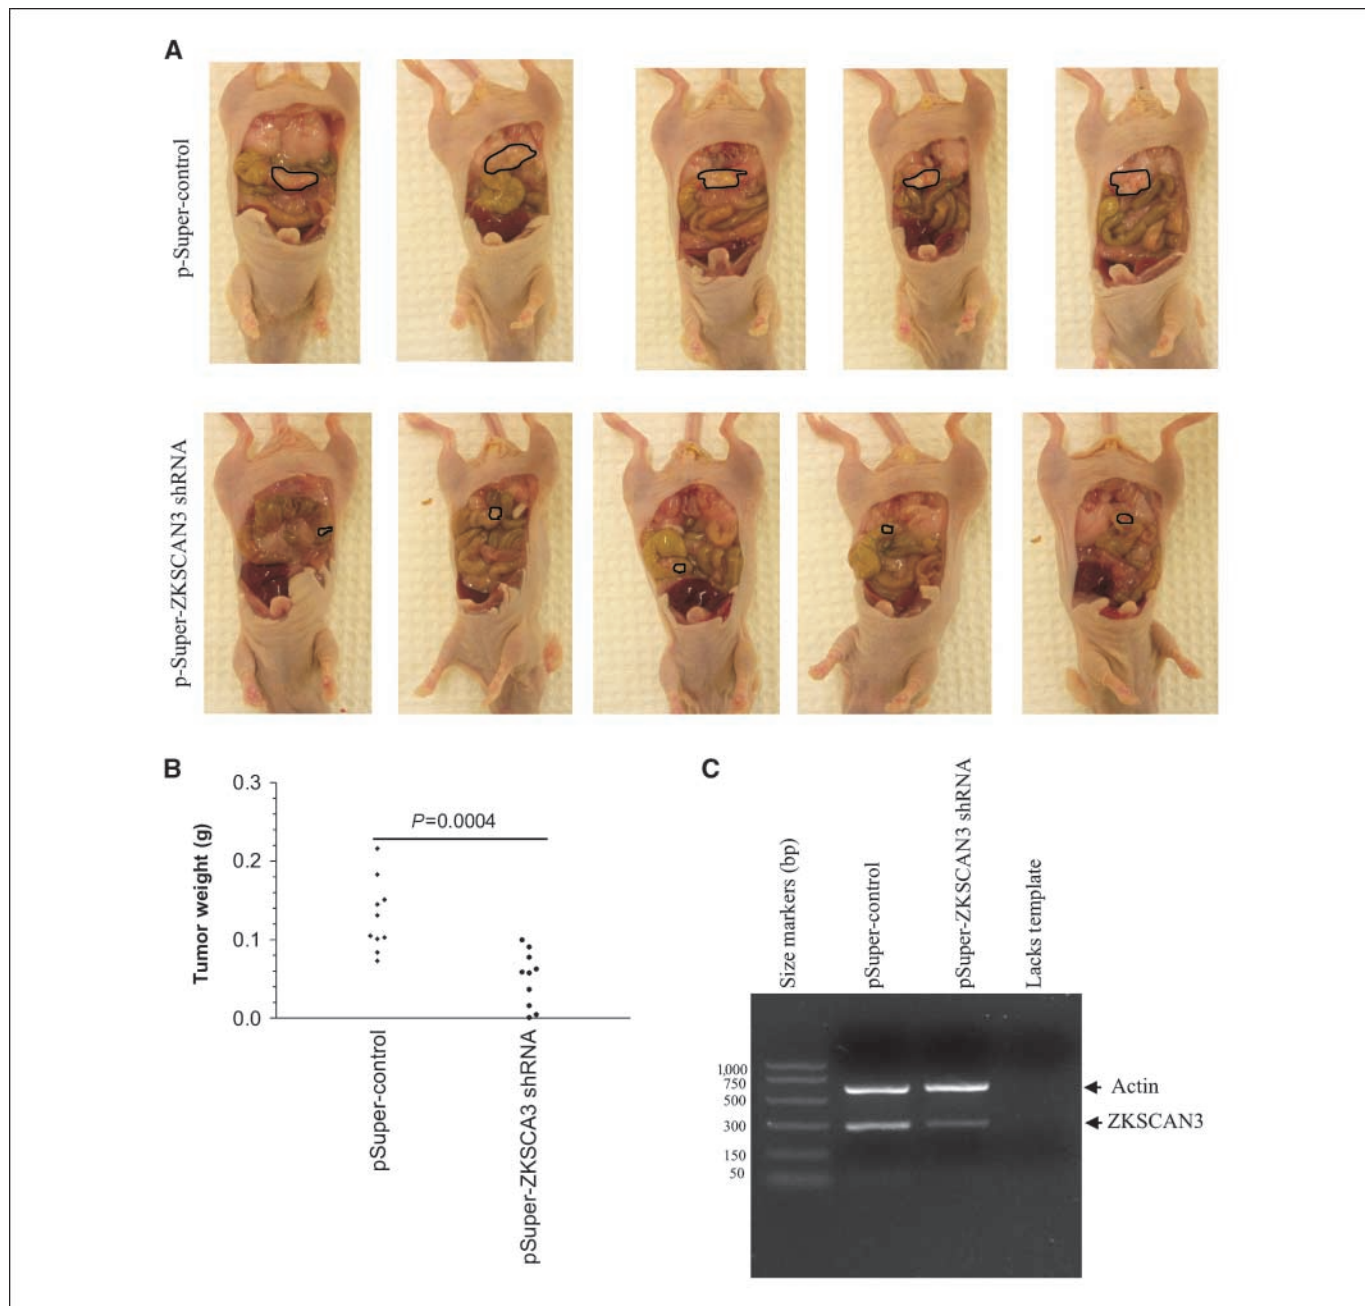 A
p-Super-control
p-Super-ZKSCAN3 shRNA
B
Tumor weight (g)
0.3
0.2
0.1
0.0
P=0.0004
pSuper-control
pSuper-ZKSCA3 shRNA
C
Size markers (bp)
pSuper-control
pSuper-ZKSCAN3 shRNA
Lacks template
1,000
750
500
300
150
50
Actin
ZKSCAN3